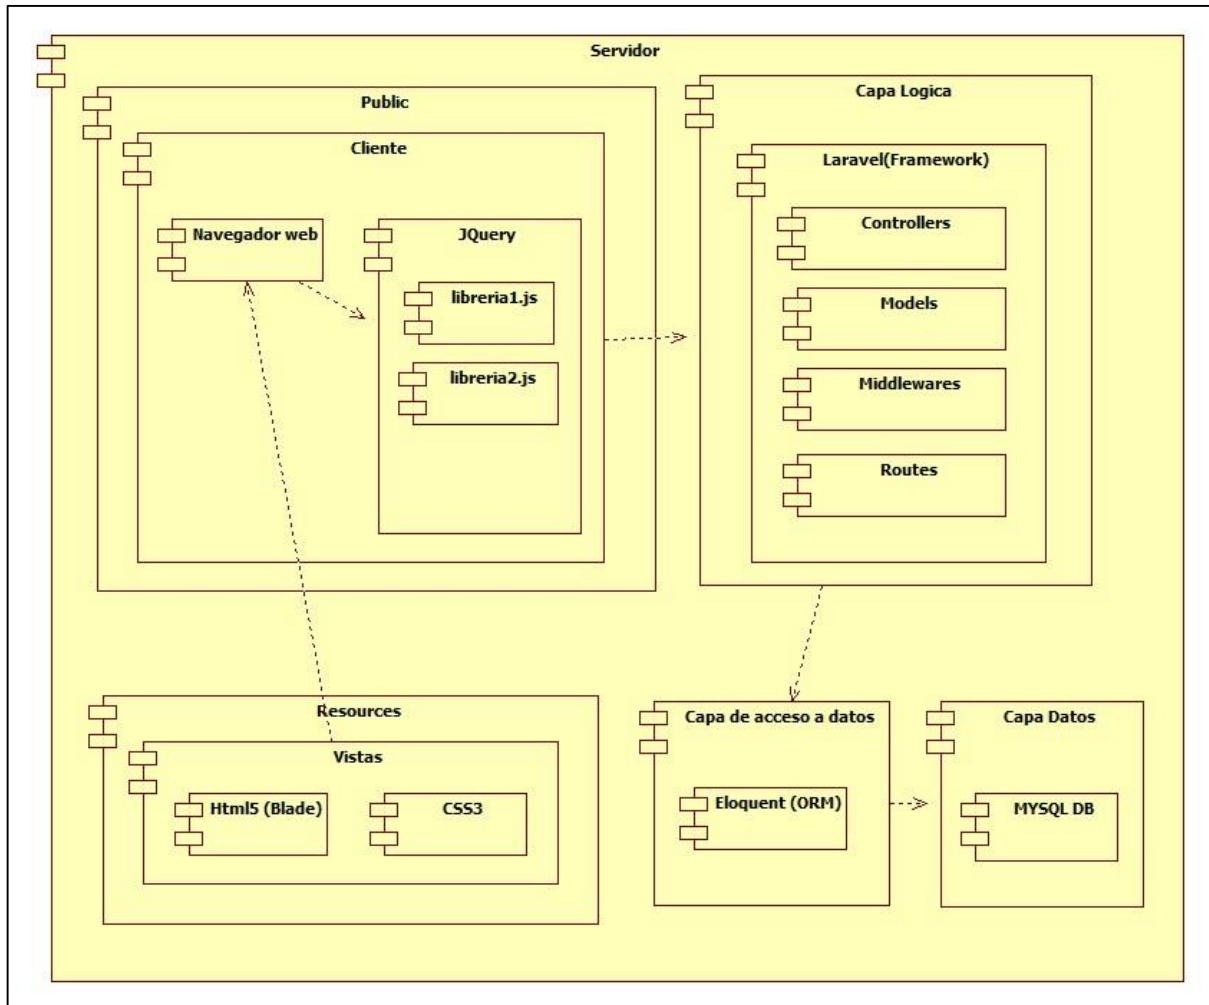 Servidor
Public
Cliente
Navegador web
JQuery
libreria1.js
libreria2.js
Capa Logica
Laravel(Framework)
Controllers
Models
Middlewares
Routes
Resources
Vistas
Html5 (Blade)
CSS3
Capa de acceso a datos
Eloquent (ORM)
Capa Datos
MYSQL DB